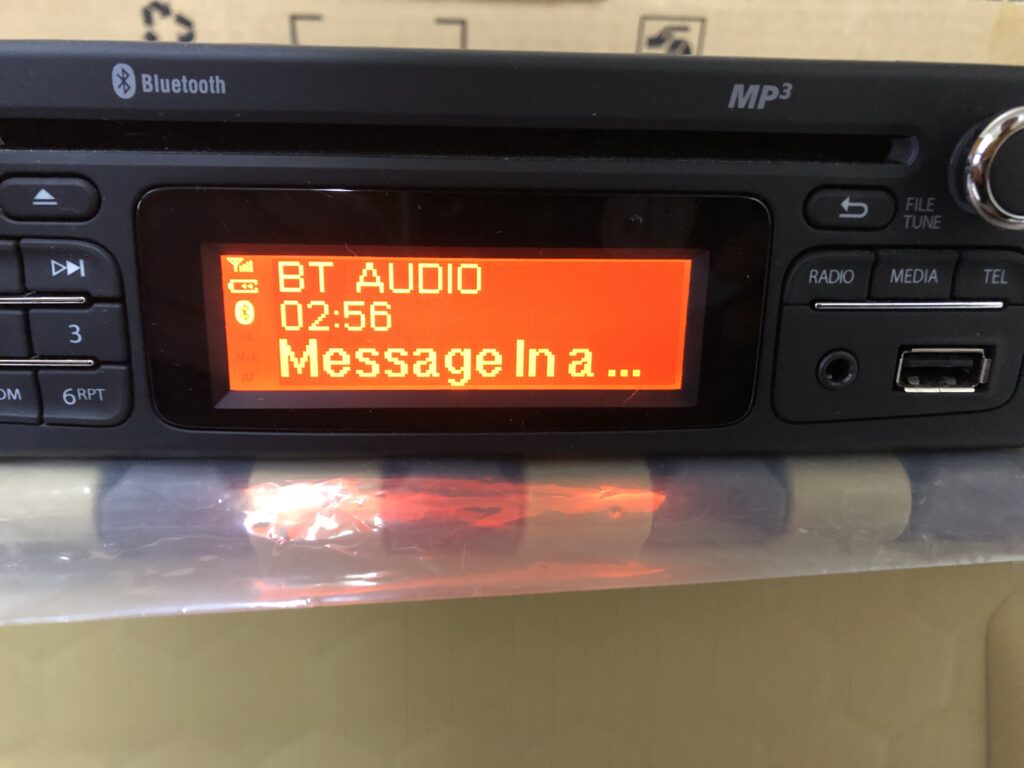 Bluetooth
MP3
FILE
TUNE
BT AUDIO
02:56
Message In a ...
RADIO
MEDIA
TEL
3
6RPT